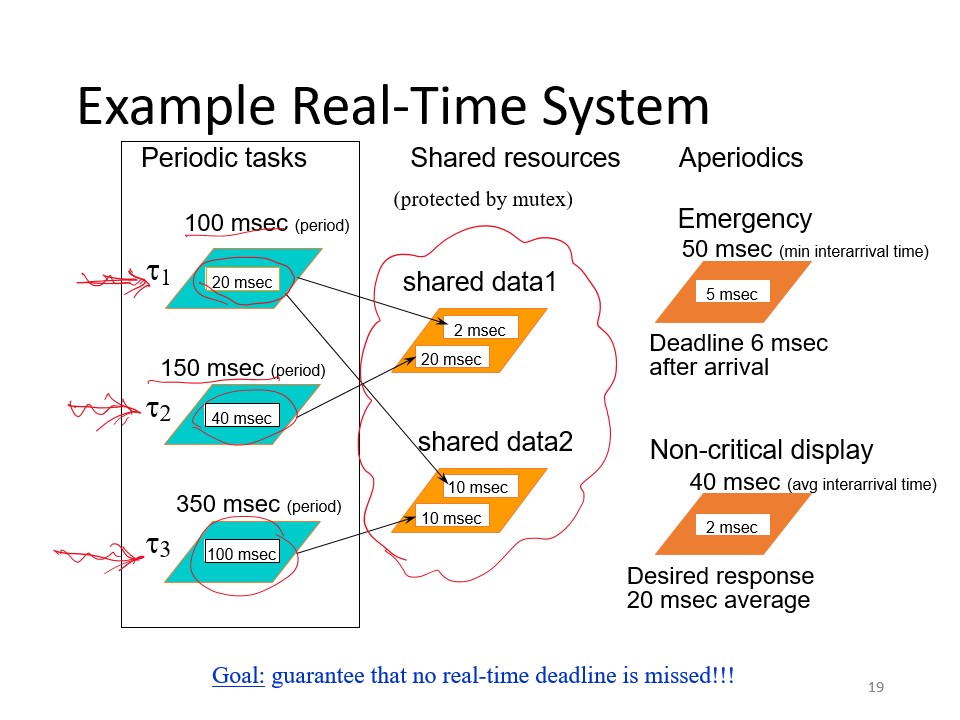 Example Real-Time System
Periodic tasks
Shared resources
Aperiodics
(protected by mutex)
100 msec (period)
τ1
20 msec
150 msec (period)
τ2
40 msec
350 msec (period)
τ3
100 msec
shared data1
2 msec
20 msec
shared data2
10 msec
10 msec
Emergency
50 msec (min interarrival time)
5 msec
Deadline 6 msec
after arrival
Non-critical display
40 msec (avg interarrival time)
2 msec
Desired response
20 msec average
Goal: guarantee that no real-time deadline is missed!!!
19